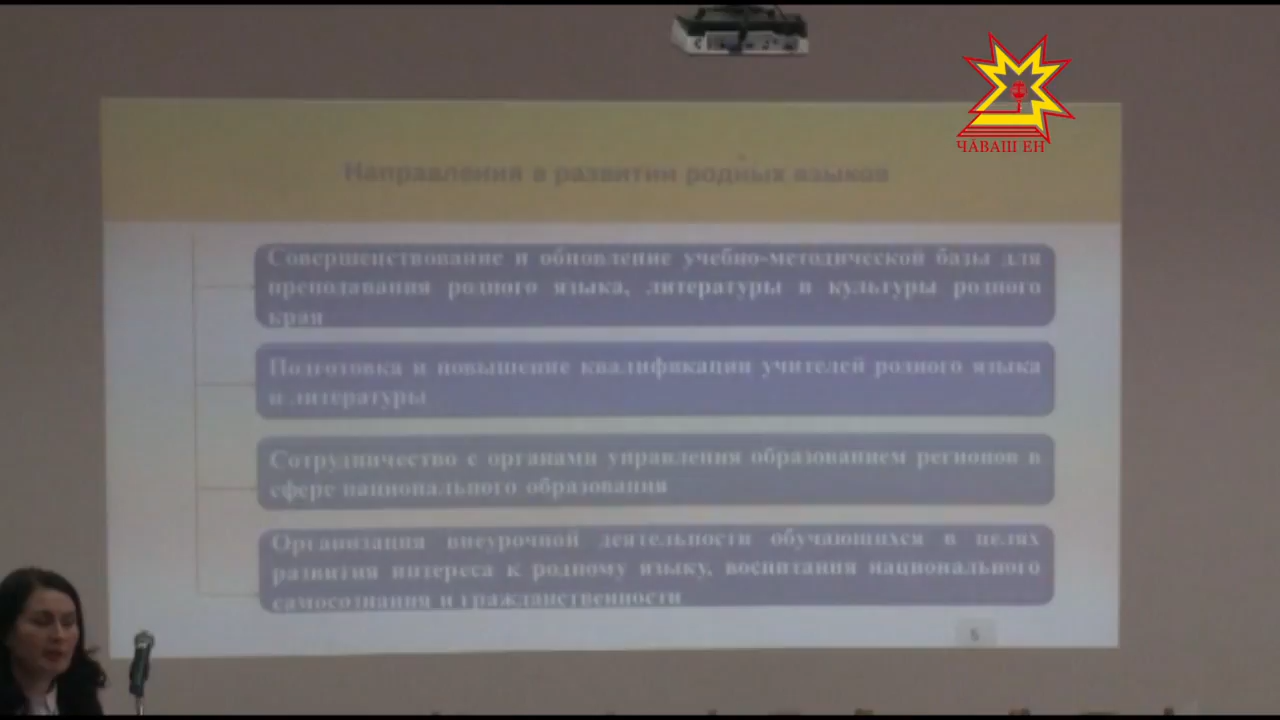 ЧӐВАШ ЕН
Направления в развитии родных языков
Совершенствование и обновление учебно-методической базы для
преподавания родного языка, литературы и культуры родного
края
Подготовка и повышение квалификации учителей родного языка
и литературы
Сотрудничество с органами управления образованием регионов в
сфере национального образования
Организация внеурочной деятельности обучающихся в целях
развития интереса к родному языку, воспитания национального
самосознания и гражданственности
5